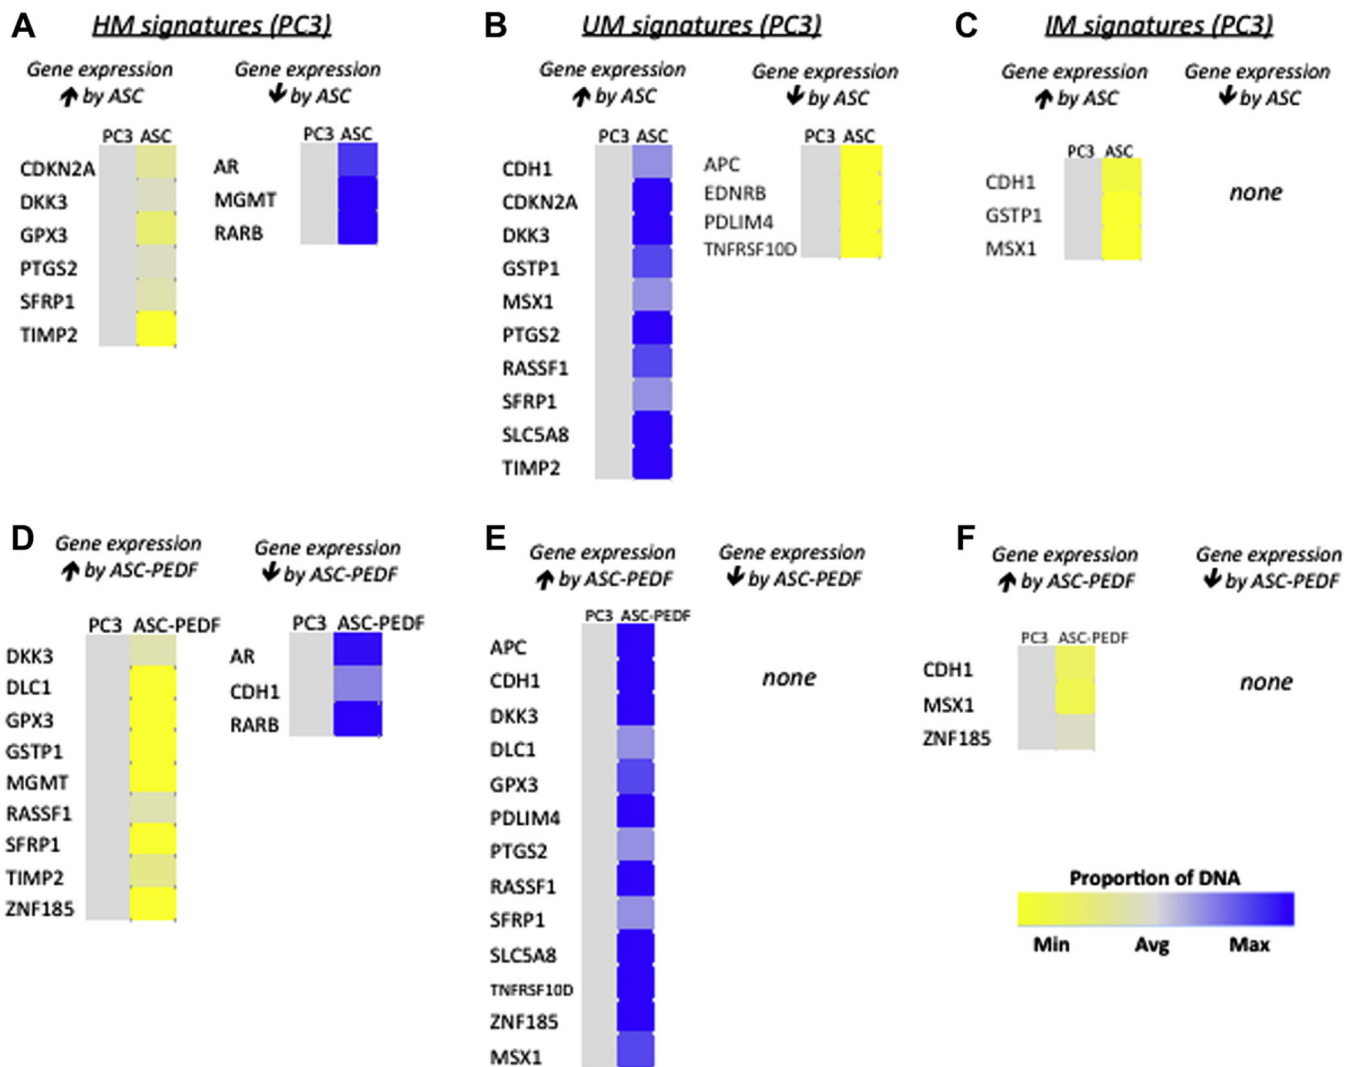 A
HM signatures (PC3)
Gene expression
↑ by ASC
Gene expression
↓ by ASC
PC3 ASC
CDKN2A
DKK3
GPX3
PTGS2
SFRP1
TIMP2
PC3 ASC
AR
MGMT
RARB
B
UM signatures (PC3)
Gene expression
↑ by ASC
Gene expression
↓ by ASC
PC3 ASC
CDH1
CDKN2A
DKK3
GSTP1
MSX1
PTGS2
RASSF1
SFRP1
SLC5A8
TIMP2
PC3 ASC
APC
EDNRB
PDLIM4
TNFRSF10D
C
IM signatures (PC3)
Gene expression
↑ by ASC
Gene expression
↓ by ASC
PC3 ASC
CDH1
GSTP1
MSX1
none
D
Gene expression
↑ by ASC-PEDF
Gene expression
↓ by ASC-PEDF
PC3 ASC-PEDF
DKK3
DLC1
GPX3
GSTP1
MGMT
RASSF1
SFRP1
TIMP2
ZNF185
PC3 ASC-PEDF
AR
CDH1
RARB
E
Gene expression
↑ by ASC-PEDF
Gene expression
↓ by ASC-PEDF
PC3 ASC-PEDF
APC
CDH1
DKK3
DLC1
GPX3
PDLIM4
PTGS2
RASSF1
SFRP1
SLC5A8
TNFRSF10D
ZNF185
MSX1
none
F
Gene expression
↑ by ASC-PEDF
Gene expression
↓ by ASC-PEDF
PC3 ASC-PEDF
CDH1
MSX1
ZNF185
none
Proportion of DNA
Min Avg Max